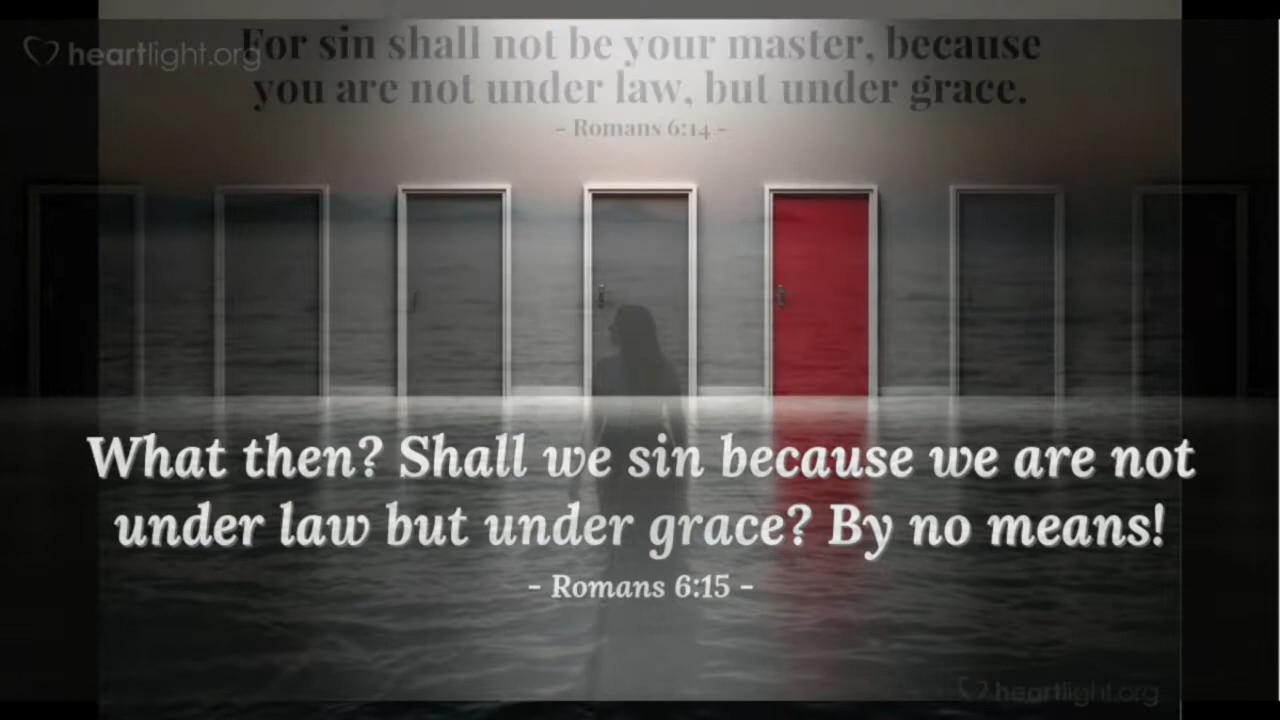 heartlight.org
For sin shall not be your master, because
you are not under law, but under grace.
- Romans 6:14 -
What then? Shall we sin because we are not
under law but under grace? By no means!
- Romans 6:15 -
heartlight.org